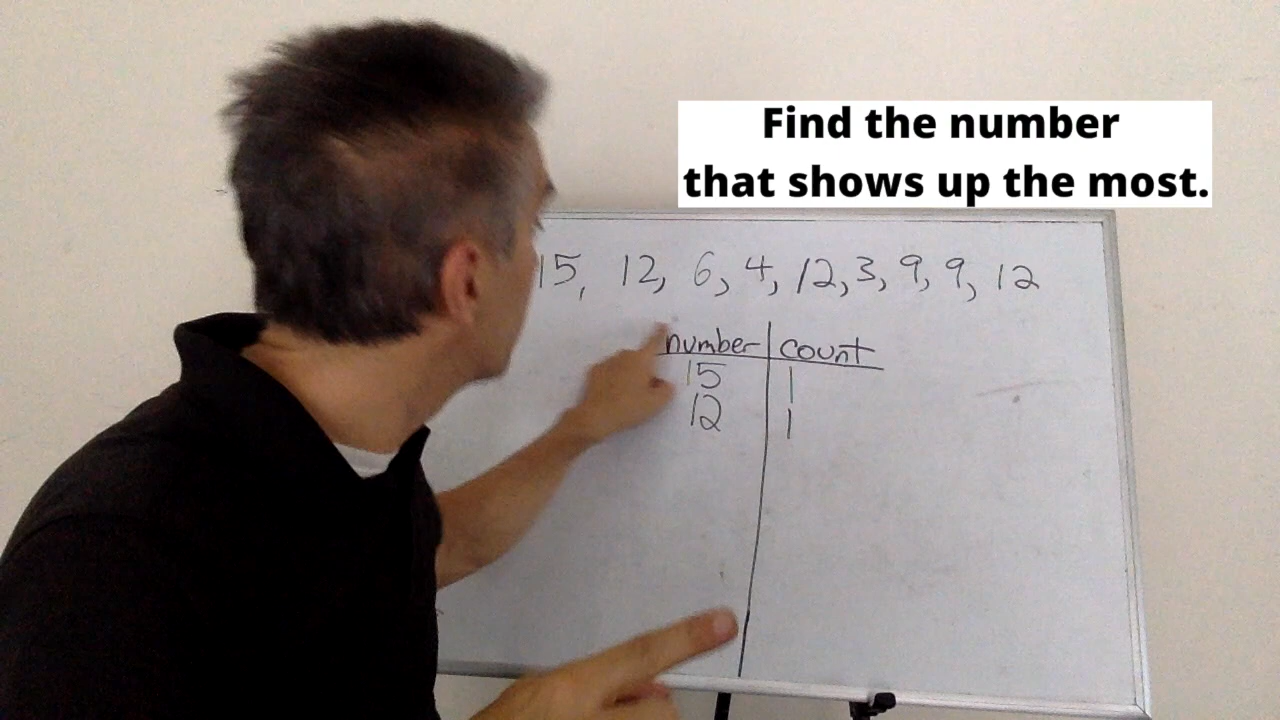 Find the number
that shows up the most.
15, 12, 6, 4, 12, 3, 9, 9, 12
number count
15 1
12 1